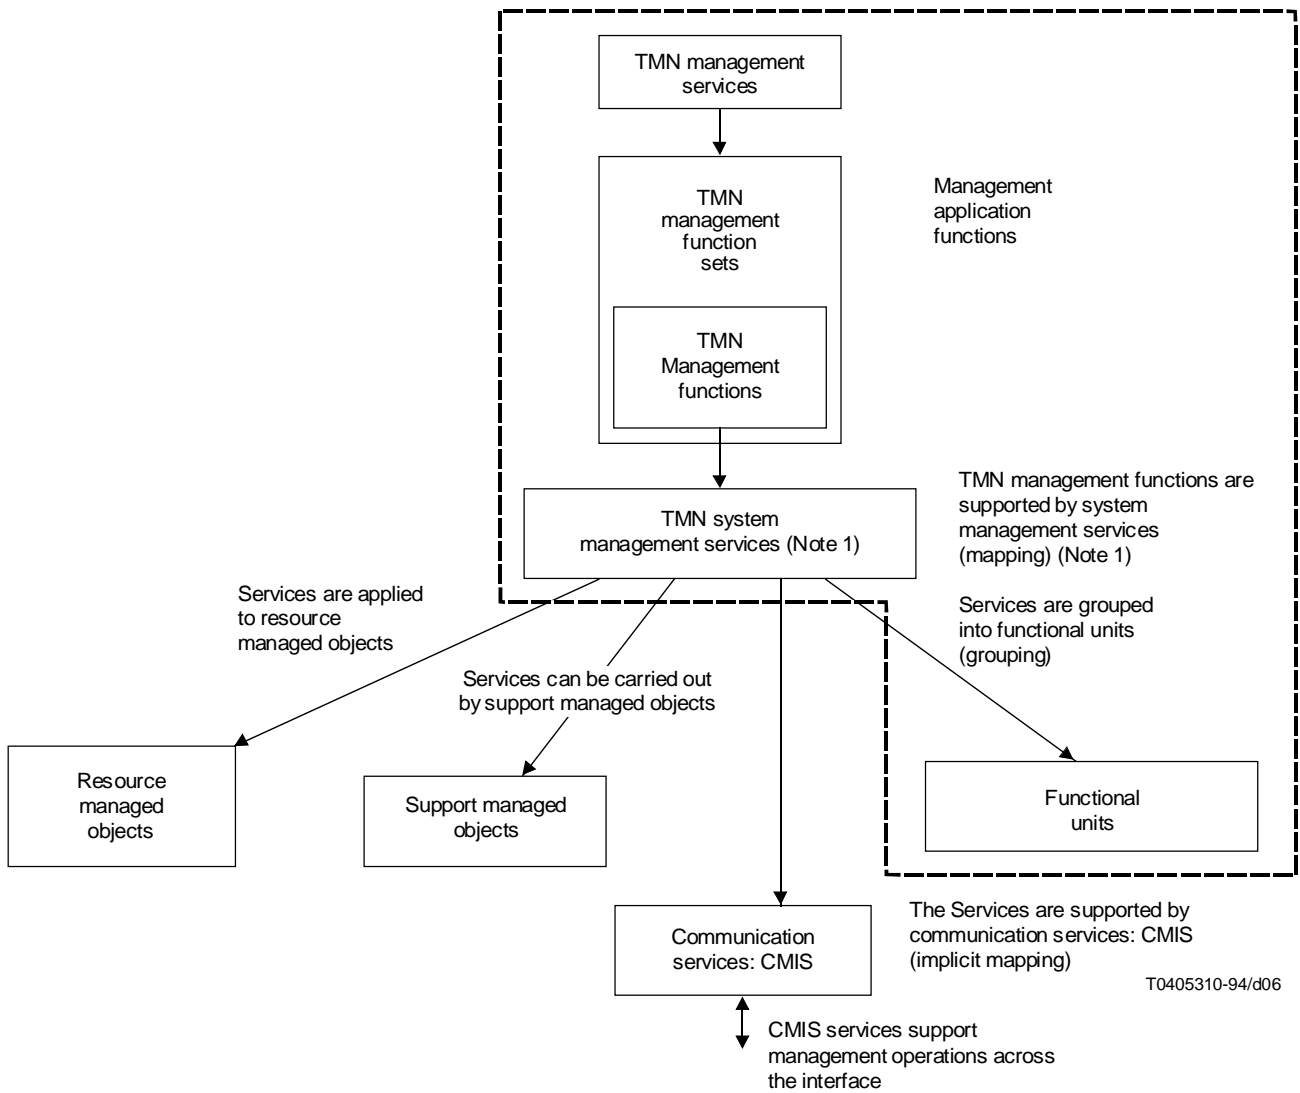 TMN management
services
TMN
management
function
sets
Management
application
functions
TMN
Management
functions
TMN management functions are
supported by system
management services
(mapping) (Note 1)
TMN system
management services (Note 1)
Services are applied
to resource
managed objects
Services are grouped
into functional units
(grouping)
Services can be carried out
by support managed objects
Resource
managed
objects
Support managed
objects
Functional
units
Communication
services: CMIS
The Services are supported by
communication services: CMIS
(implicit mapping)
T0405310-94/d06
CMIS services support
management operations across
the interface